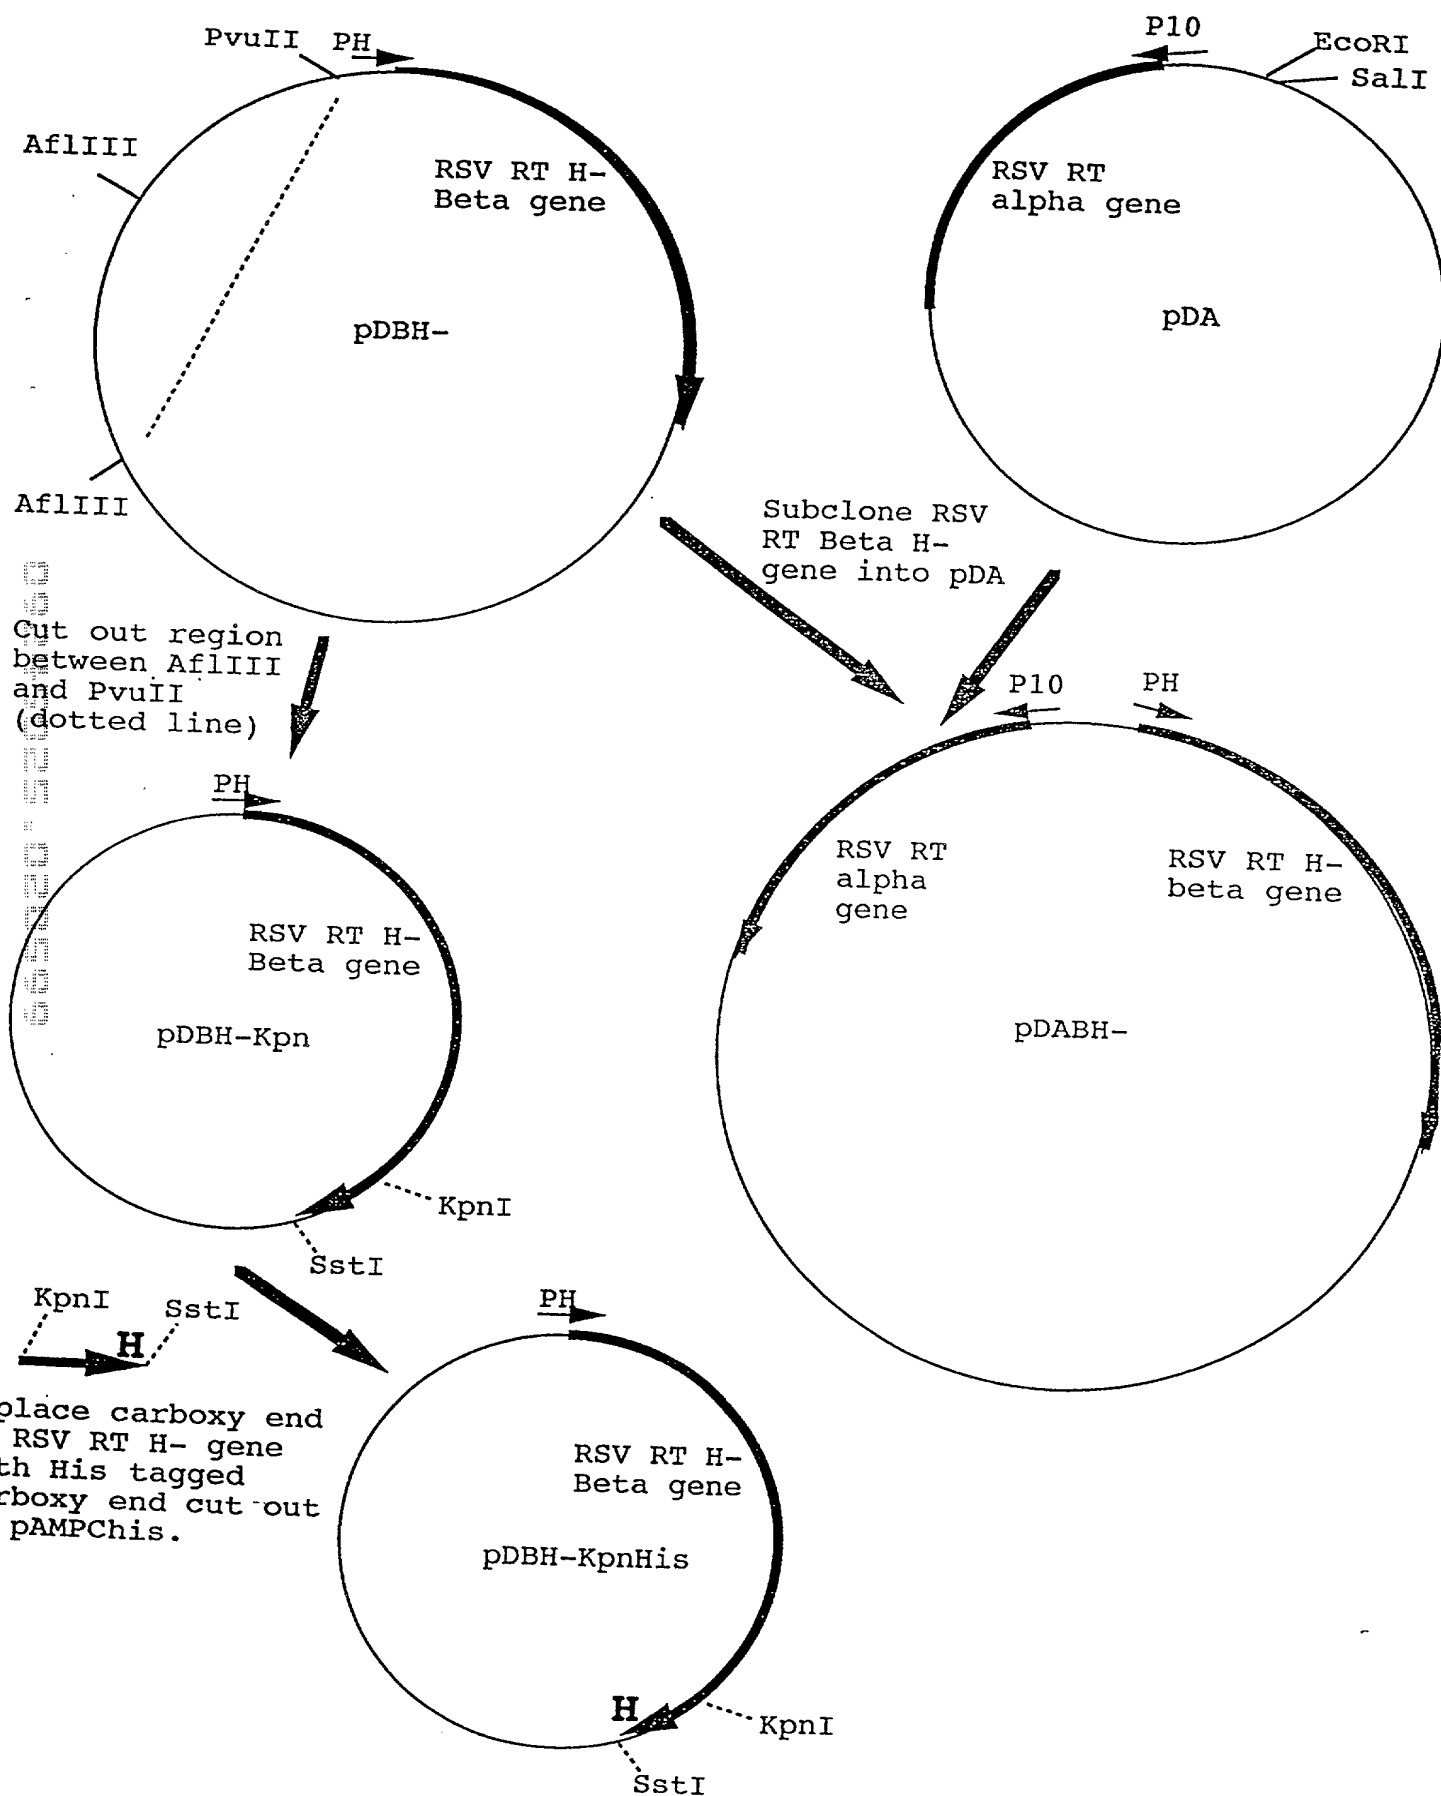 PvuII PH
P10
EcoRI
SalI
AflIII
RSV RT H-
Beta gene
RSV RT
alpha gene
pDBH-
pDA
AflIII
Subclone RSV
RT Beta H-
gene into pDA
Cut out region
between AflIII
and PvuII
(dotted line)
P10
PH
PH
RSV RT
alpha
gene
RSV RT H-
beta gene
RSV RT H-
Beta gene
pDBH-Kpn
pDABH-
KpnI
SstI
KpnI
SstI
H
PH
place carboxy end
RSV RT H- gene
th His tagged
rboxy end cut out
pAMPChis.
RSV RT H-
Beta gene
pDBH-KpnHis
H
KpnI
SstI